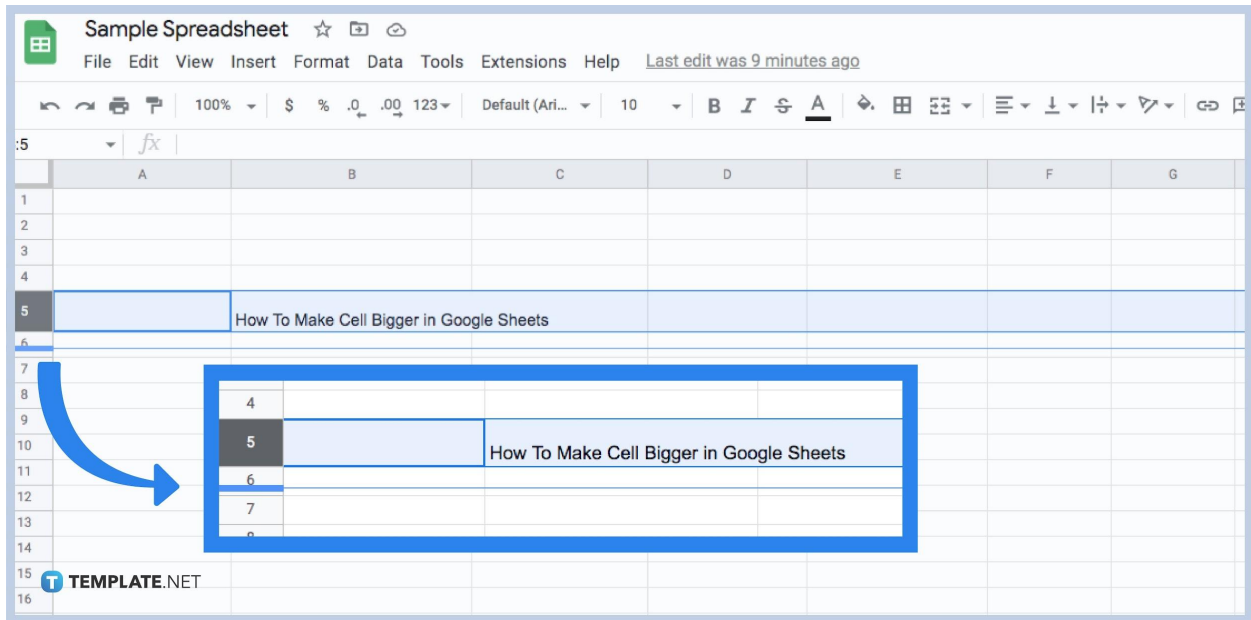 Sample Spreadsheet
File Edit View Insert Format Data Tools Extensions Help Last edit was 9 minutes ago
100% $ % .0 .00 123 Default (Ari... 10 B I S A
:5 fx
A B C D E F G
1
2
3
4
5 How To Make Cell Bigger in Google Sheets
6
7
8
9
10
11
12
13
14
15
16
4
5 How To Make Cell Bigger in Google Sheets
6
7
8
TEMPLATE.NET